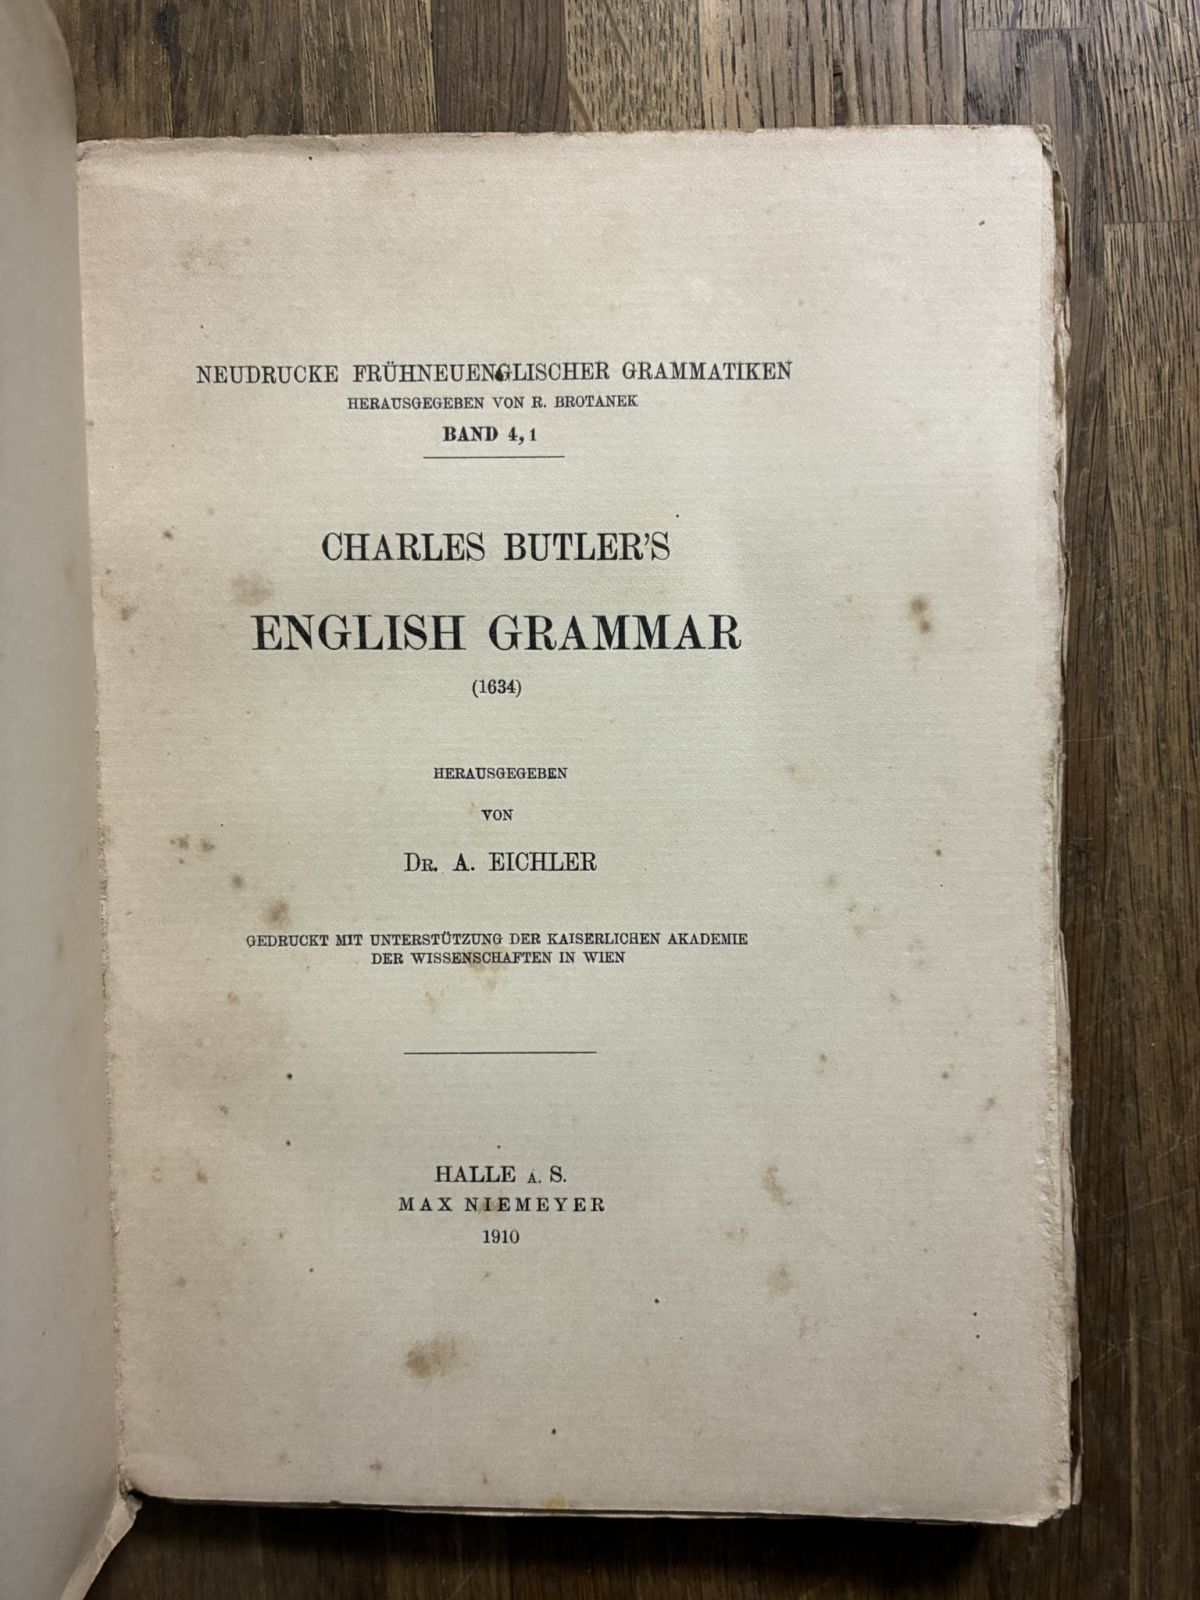 NEUDRUCKE FRÜHNEUENGLISCHER GRAMMATIKEN
HERAUSGEGEBEN VON R. BROTANEK
BAND 4, 1
CHARLES BUTLER'S
ENGLISH GRAMMAR
(1634)
HERAUSGEGEBEN
VON
DR. A. EICHLER
GEDRUCKT MIT UNTERSTÜTZUNG DER KAISERLICHEN AKADEMIE
DER WISSENSCHAFTEN IN WIEN
HALLE A. S.
MAX NIEMEYER
1910